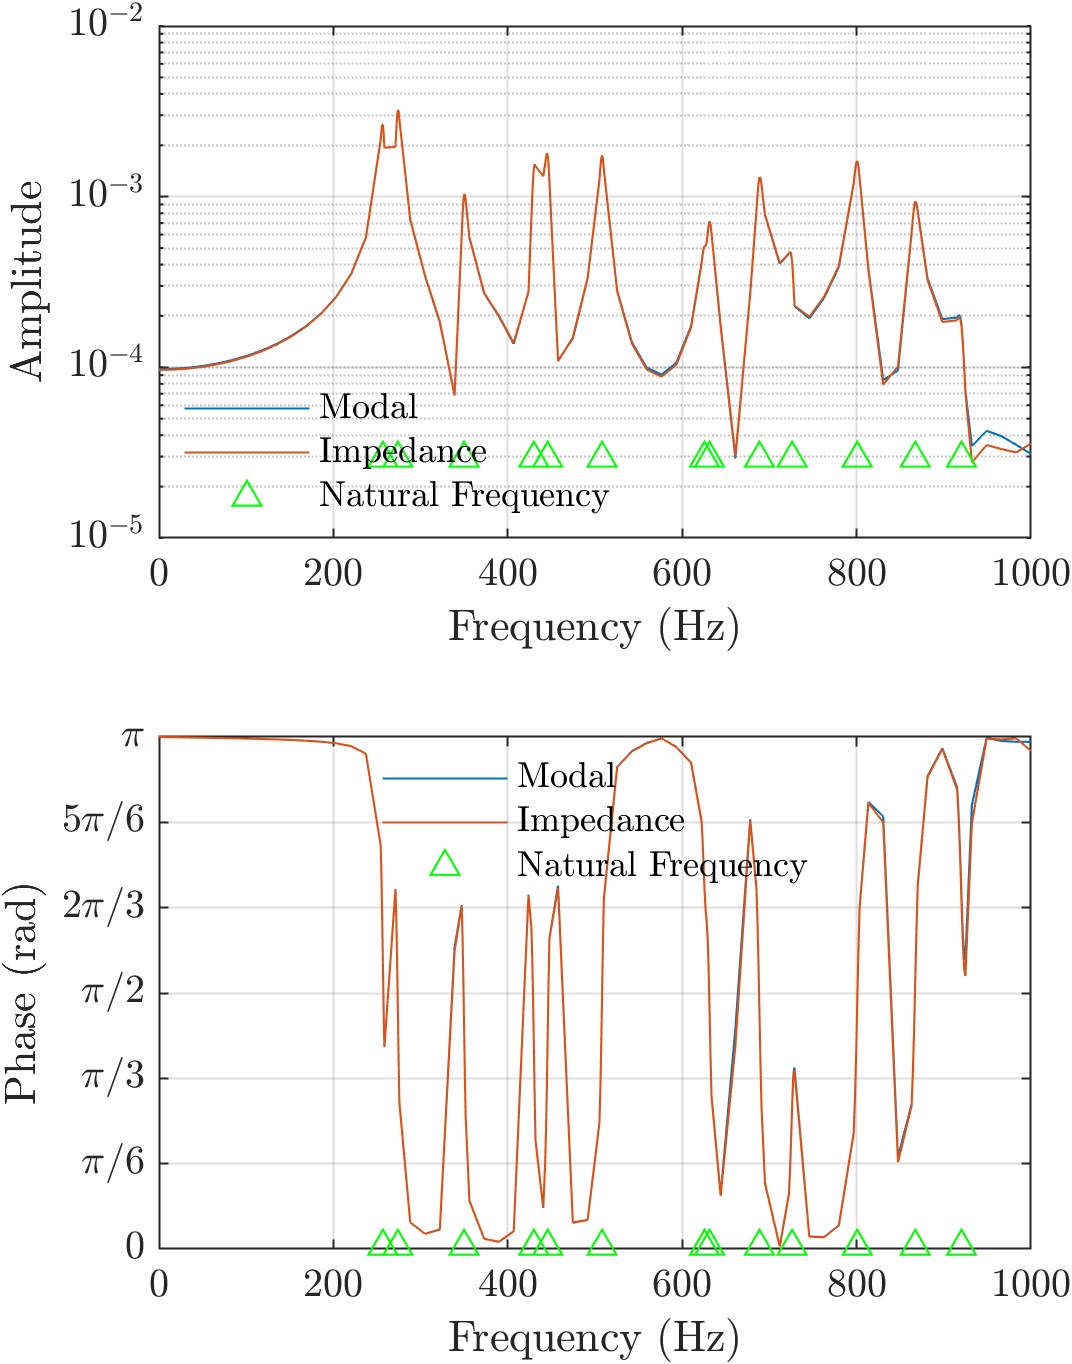 10^−2
10^−3
10^−4
10^−5
Amplitude
Modal
Impedance
Natural Frequency
0 200 400 600 800 1000
Frequency (Hz)
π
5π/6
2π/3
π/2
π/3
π/6
0
Phase (rad)
Modal
Impedance
Natural Frequency
0 200 400 600 800 1000
Frequency (Hz)